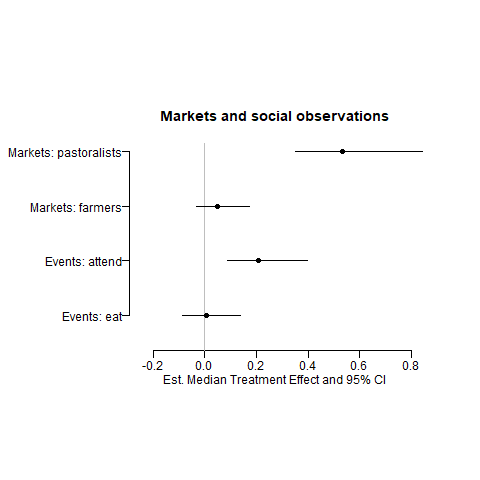 Markets and social observations
Markets: pastoralists
Markets: farmers
Events: attend
Events: eat
-0.2 0.0 0.2 0.4 0.6 0.8
Est. Median Treatment Effect and 95% CI